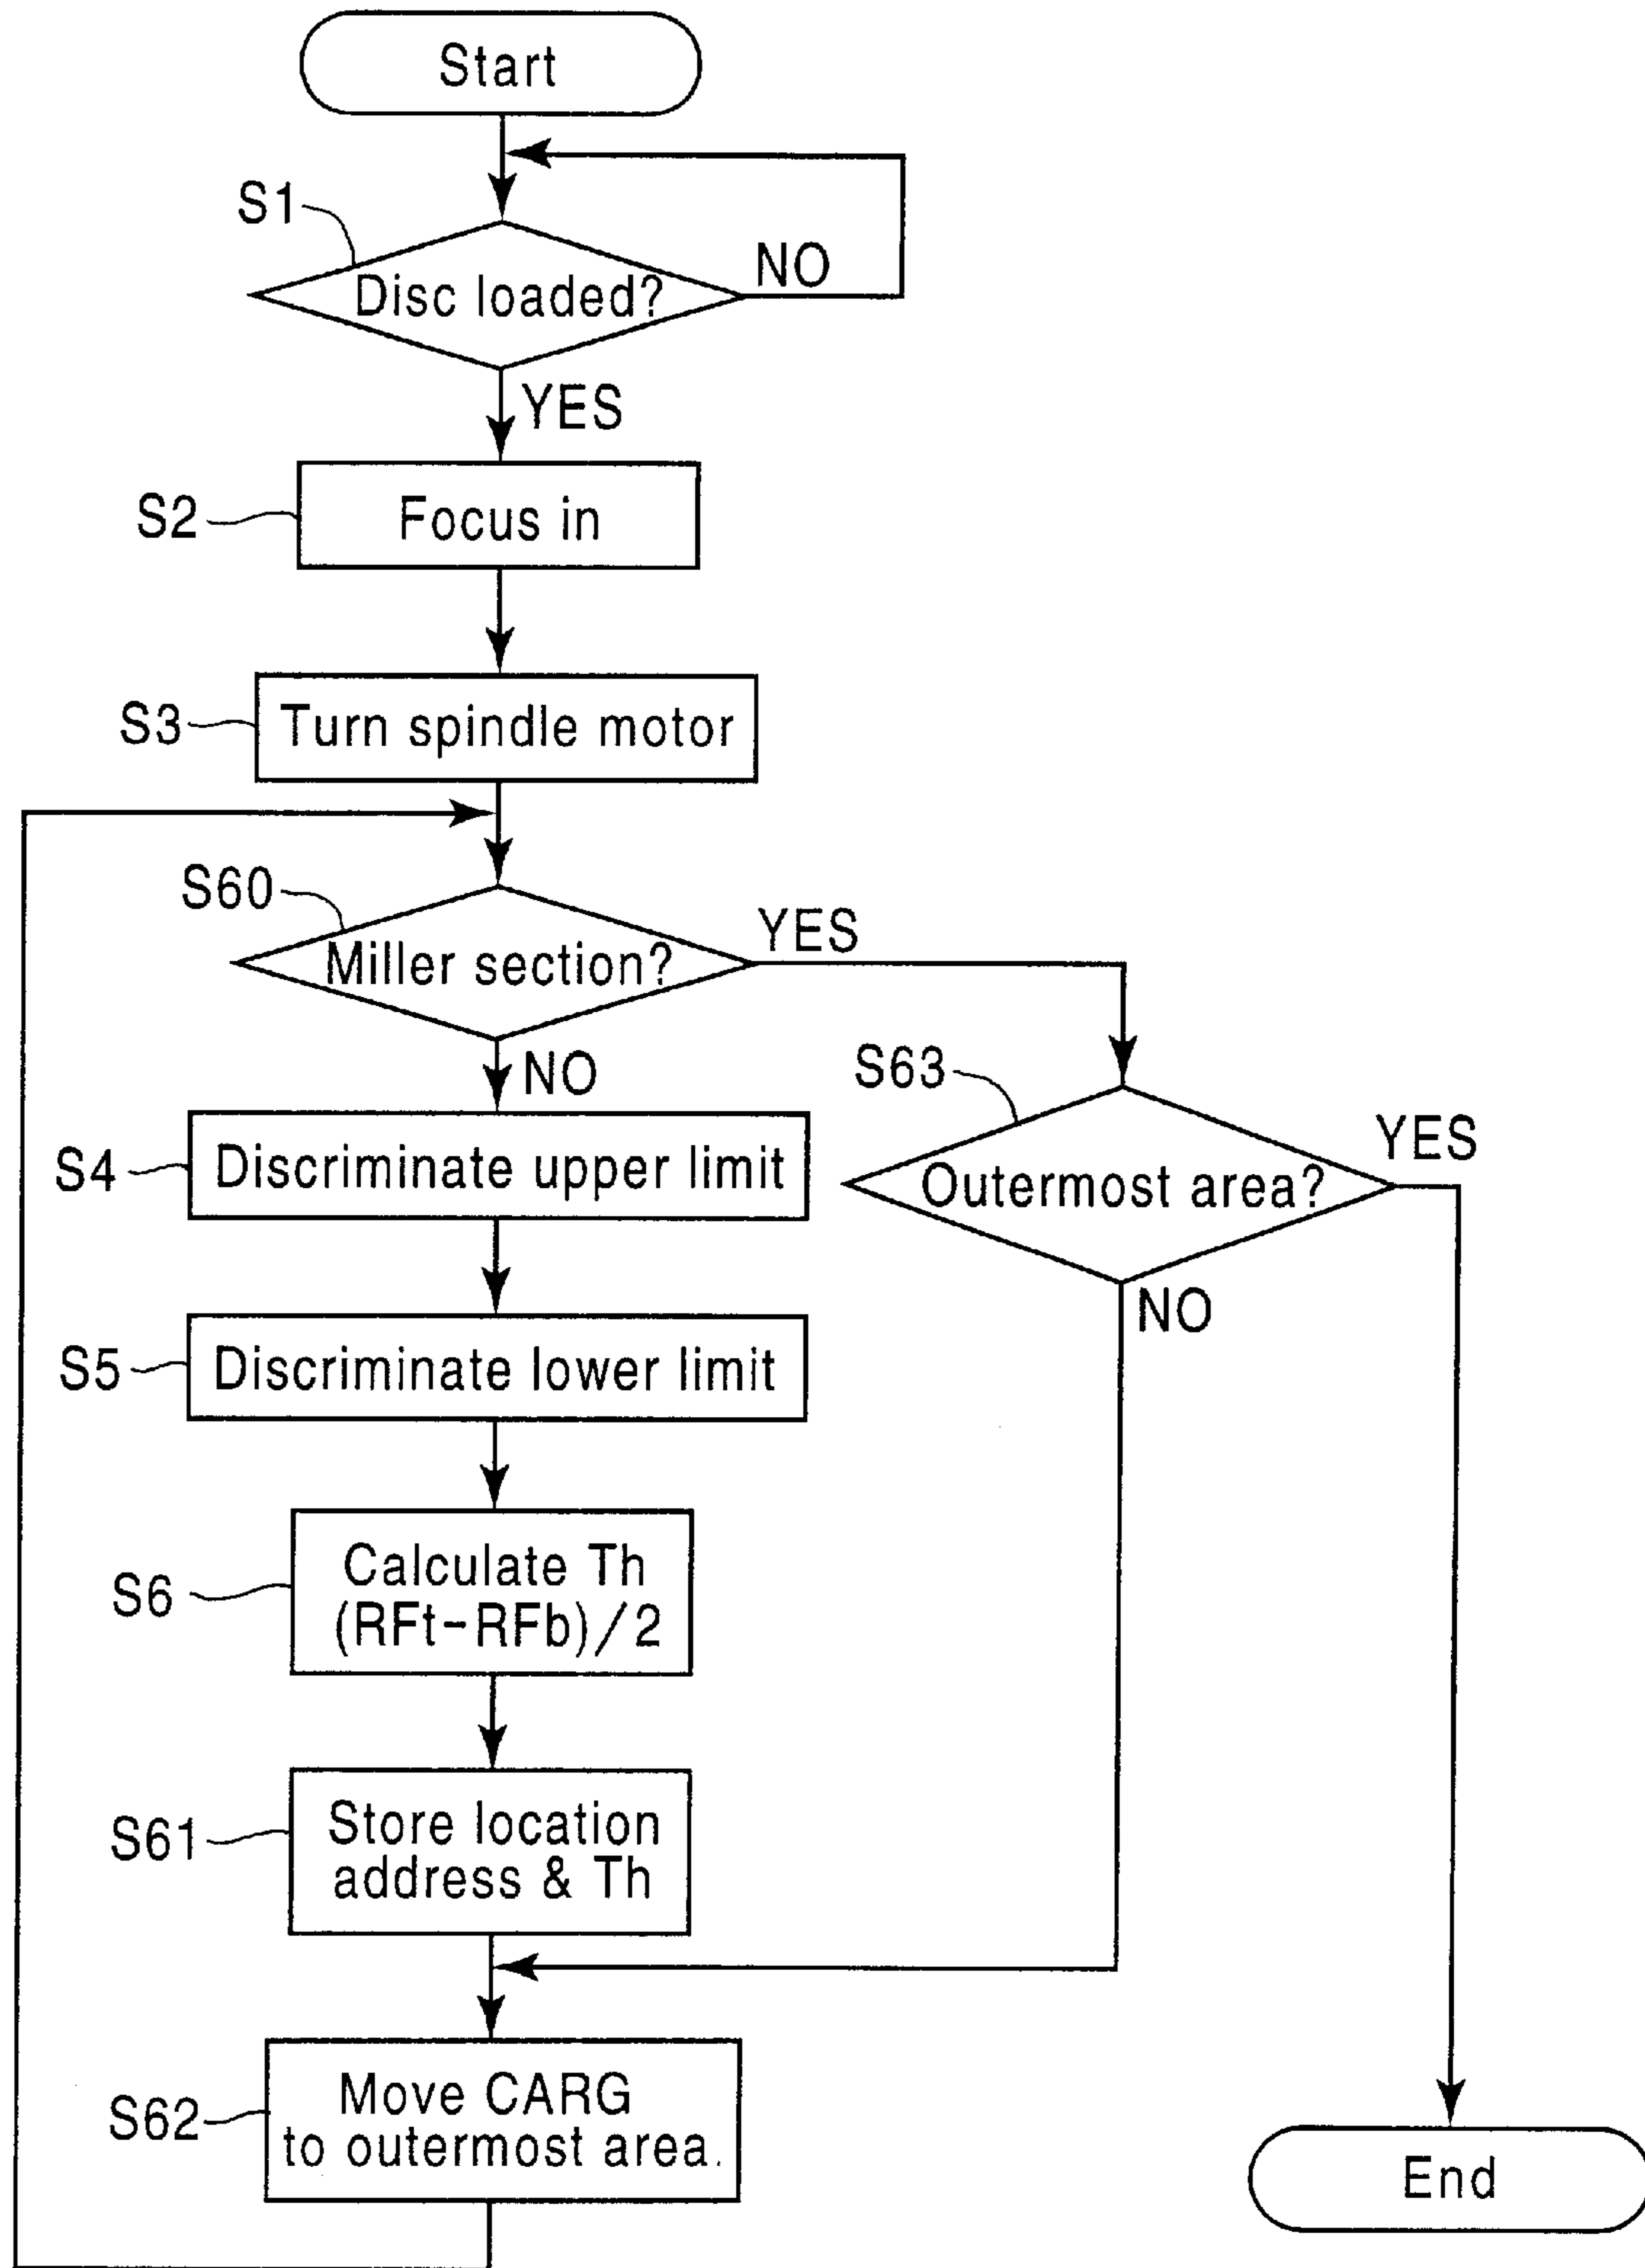 Start
S1
Disc loaded?
NO
YES
S2
Focus in
S3
Turn spindle motor
S60
Miller section?
YES
NO
S63
Outermost area?
YES
NO
S4
Discriminate upper limit
S5
Discriminate lower limit
S6
Calculate Th
(RFt-RFb)/2
S61
Store location
address & Th
S62
Move CARG
to outermost area.
End